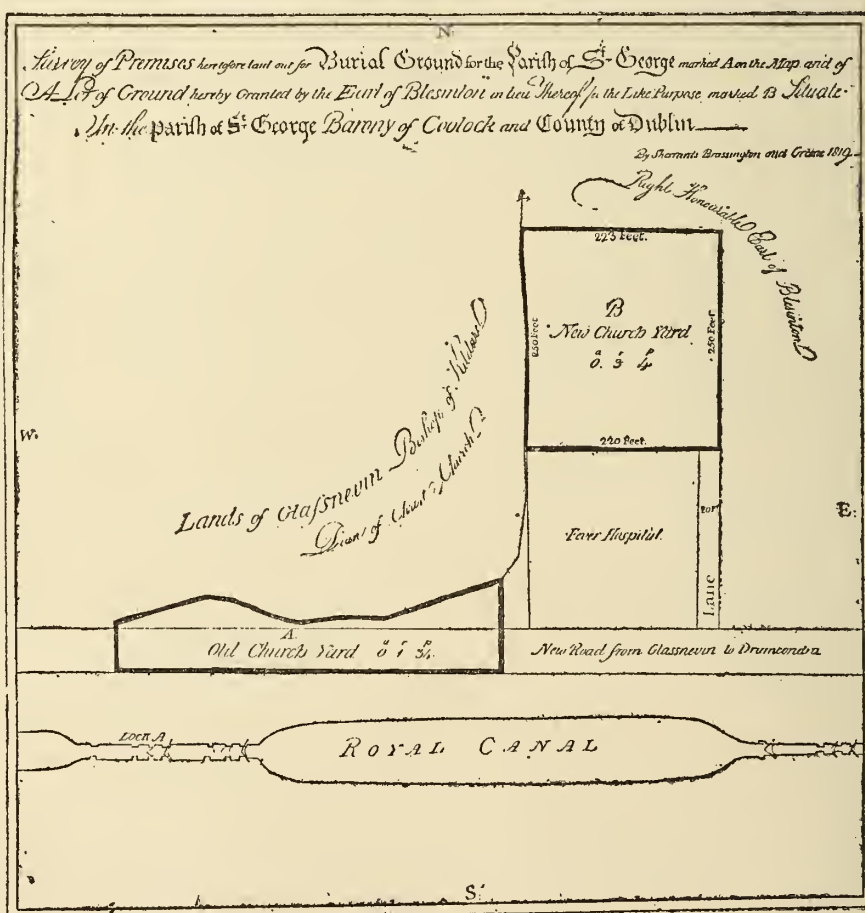 N.
Survey of Premises heretofore laid out for Burial Ground for the Parish of St. George marked A on the Map and of
A Lot of Ground hereby Granted by the Earl of Blesinton in lieu Thereof for the Like Purpose marked B Situate
In the parish of St. George Barony of Coolock and County of Dublin
By Sherrards Brassington and Greene 1819
Right Honourable Earl of Blesinton
223 Feet.
B
New Church Yard
a r p
0. 3 4
250 Feet
250 Feet
220 Feet.
W.
E.
Lands of Glassnevin Bishop of Kildare
Dean of Christ Church
Fever Hospital.
Lane
A.
Old Church Yard 0 1 34.
New Road from Glassnevin to Drumcondra
Lock A
ROYAL CANAL
S.